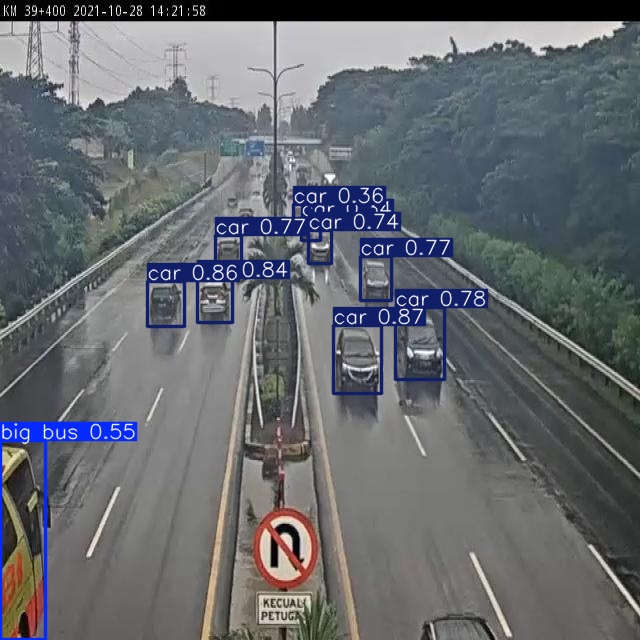 KM 39+400 2021-10-28 14:21:58
car 0.36
car 0.74
car 0.77
car 0.77
car 0.86
0.84
car 0.78
car 0.87
big bus 0.55
KECUALI
PETUGAS